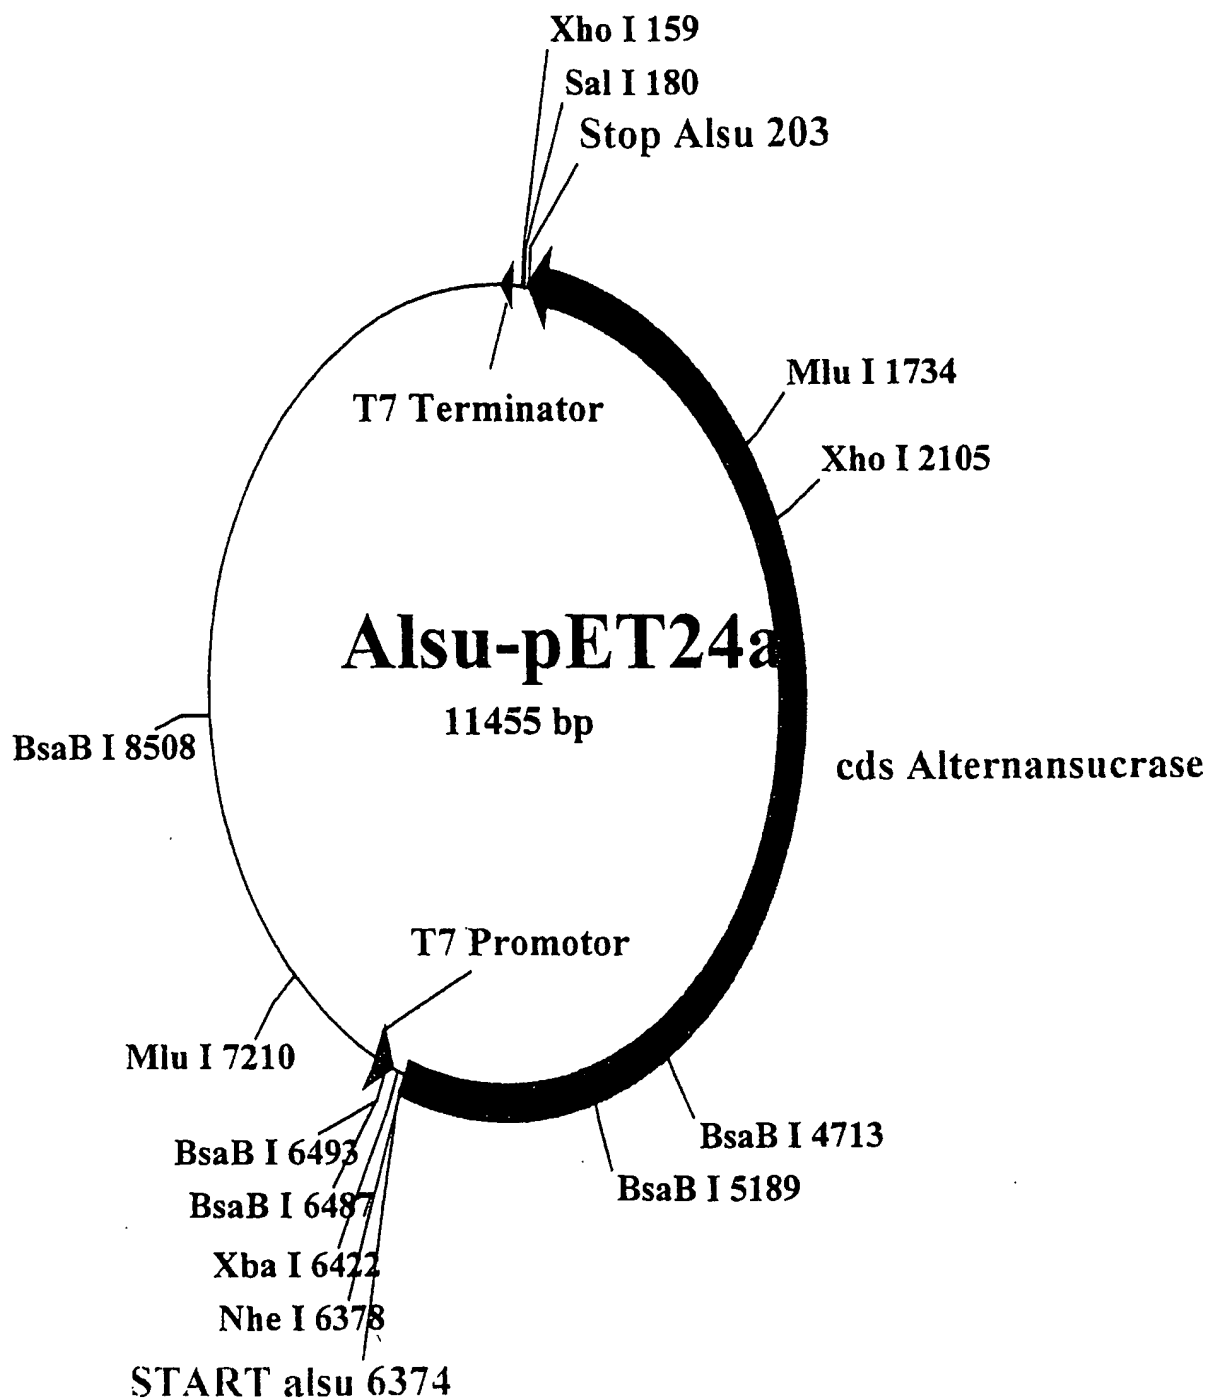 Xho I 159
Sal I 180
Stop Alsu 203
Mlu I 1734
T7 Terminator
Xho I 2105
Alsu-pET24a
11455 bp
BsaB I 8508
cds Alternansucrase
T7 Promotor
Mlu I 7210
BsaB I 4713
BsaB I 6493
BsaB I 5189
BsaB I 6487
Xba I 6422
Nhe I 6378
START alsu 6374